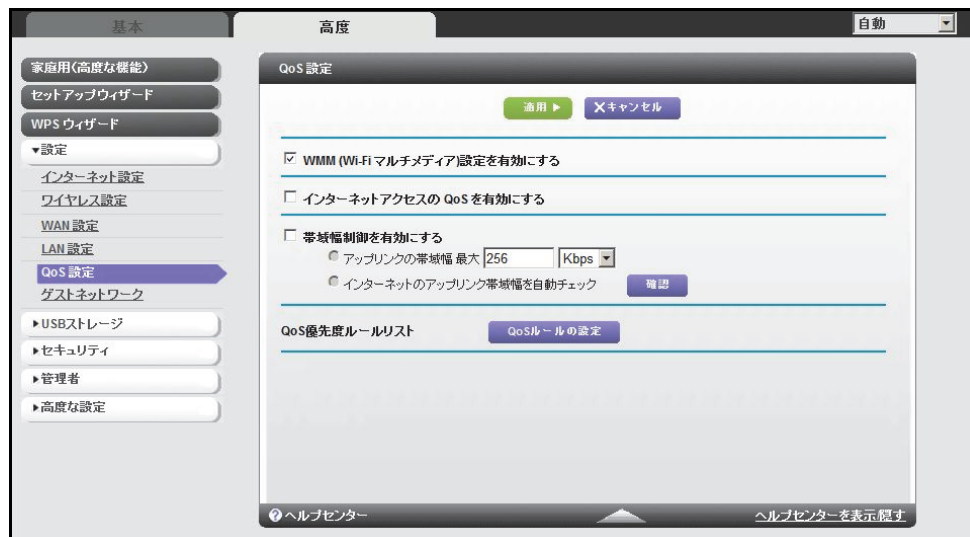 基本
高度
自動
家庭用(高度な機能)
セットアップウィザード
WPS ウィザード
▼設定
インターネット設定
ワイヤレス設定
WAN 設定
LAN 設定
QoS 設定
ゲストネットワーク
▶USBストレージ
▶セキュリティ
▶管理者
▶高度な設定
QoS 設定
適用 ▶
Xキャンセル
WMM (Wi-Fi マルチメディア)設定を有効にする
インターネットアクセスの QoS を有効にする
帯域幅制御を有効にする
アップリンクの帯域幅 最大 256 Kbps
インターネットのアップリンク帯域幅を自動チェック 確認
QoS優先度ルールリスト QoSルールの設定
?ヘルプセンター
ヘルプセンターを表示/隠す